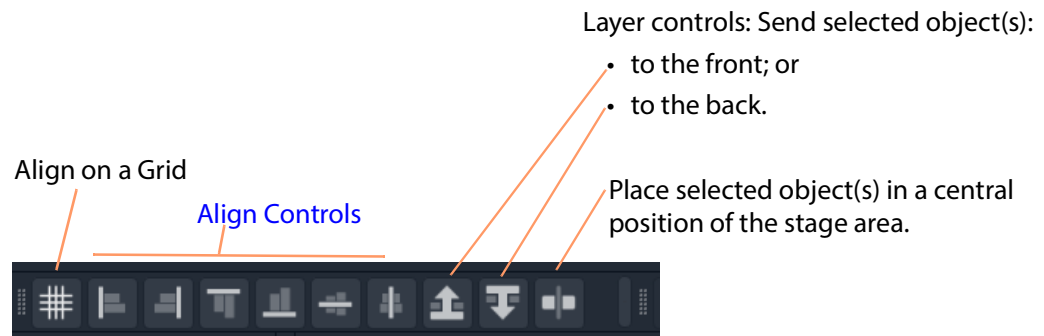 Layer controls: Send selected object(s):
• to the front; or
• to the back.
Align on a Grid
Align Controls
Place selected object(s) in a central
position of the stage area.